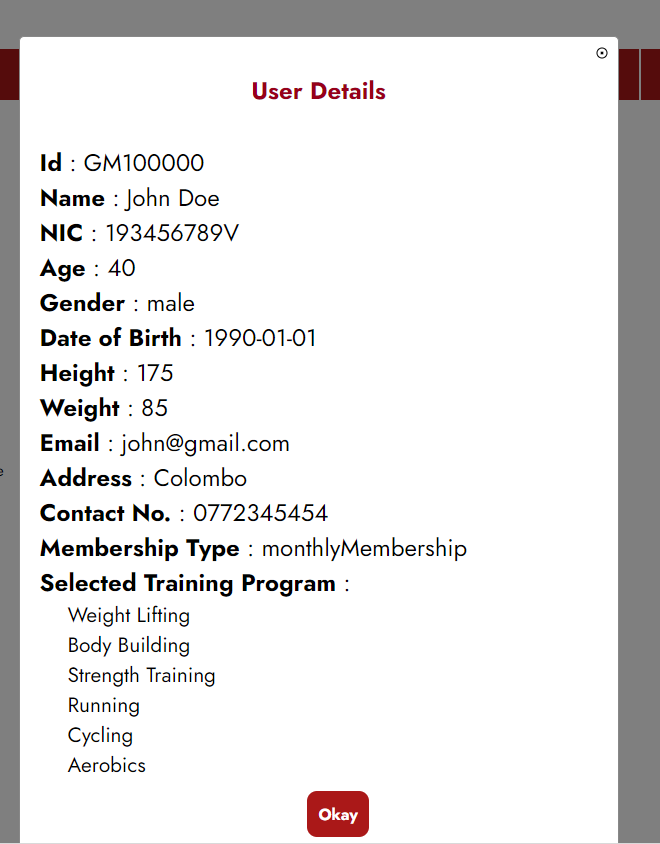 User Details
Id : GM100000
Name : John Doe
NIC : 193456789V
Age : 40
Gender : male
Date of Birth : 1990-01-01
Height : 175
Weight : 85
Email : john@gmail.com
Address : Colombo
Contact No. : 0772345454
Membership Type : monthlyMembership
Selected Training Program :
Weight Lifting
Body Building
Strength Training
Running
Cycling
Aerobics
Okay